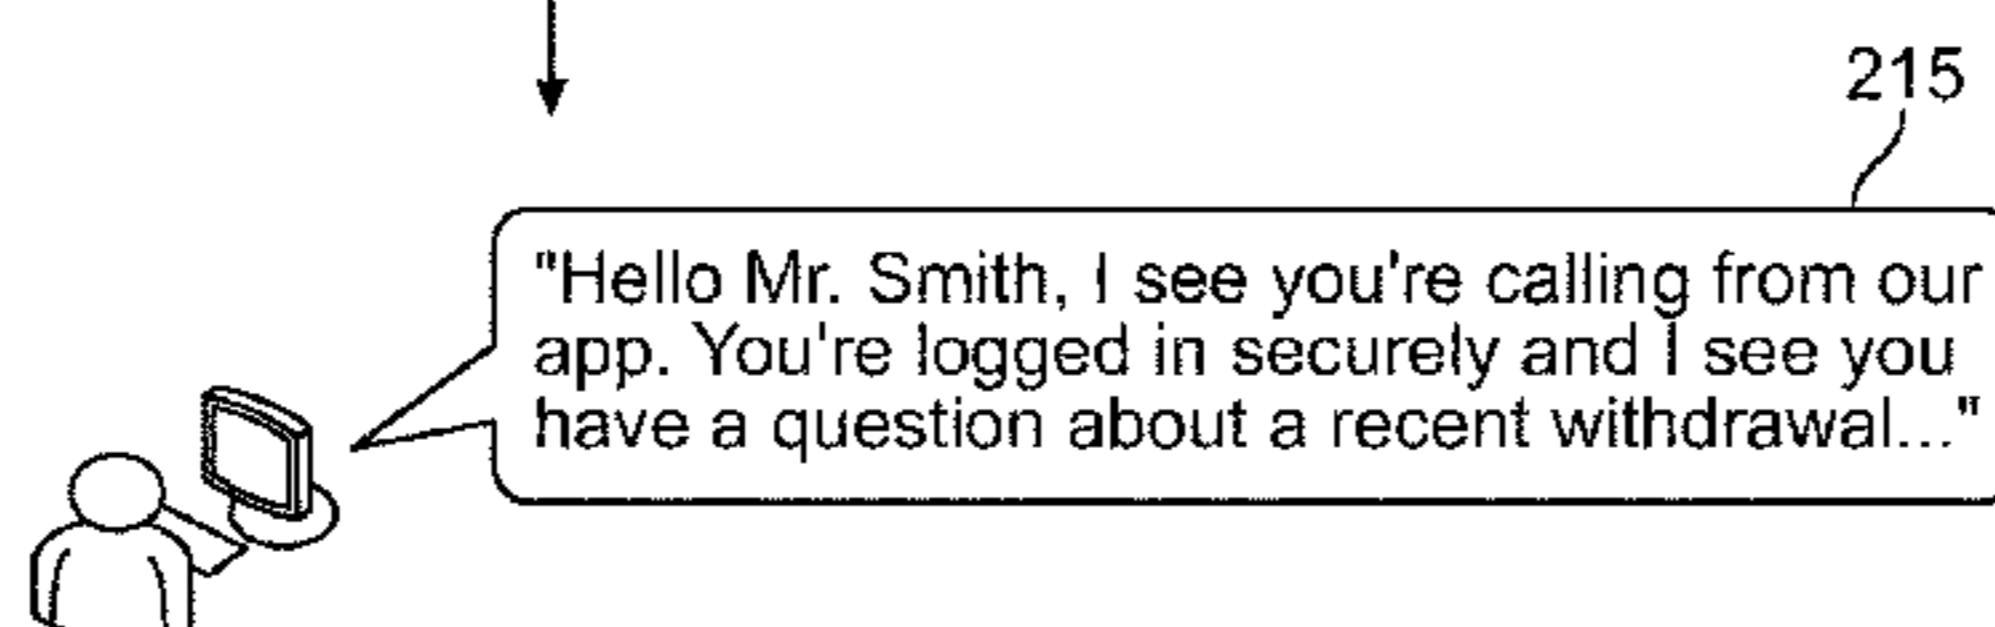 215
"Hello Mr. Smith, I see you're calling from our
app. You're logged in securely and I see you
have a question about a recent withdrawal..."